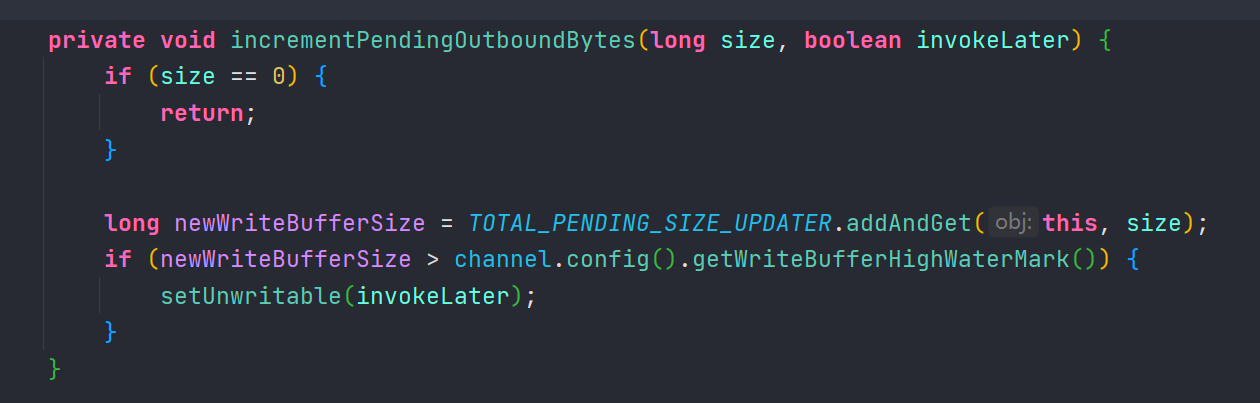 private void incrementPendingOutboundBytes(long size, boolean invokeLater) {
    if (size == 0) {
        return;
    }

    long newWriteBufferSize = TOTAL_PENDING_SIZE_UPDATER.addAndGet( obj: this, size);
    if (newWriteBufferSize > channel.config().getWriteBufferHighWaterMark()) {
        setUnwritable(invokeLater);
    }
}